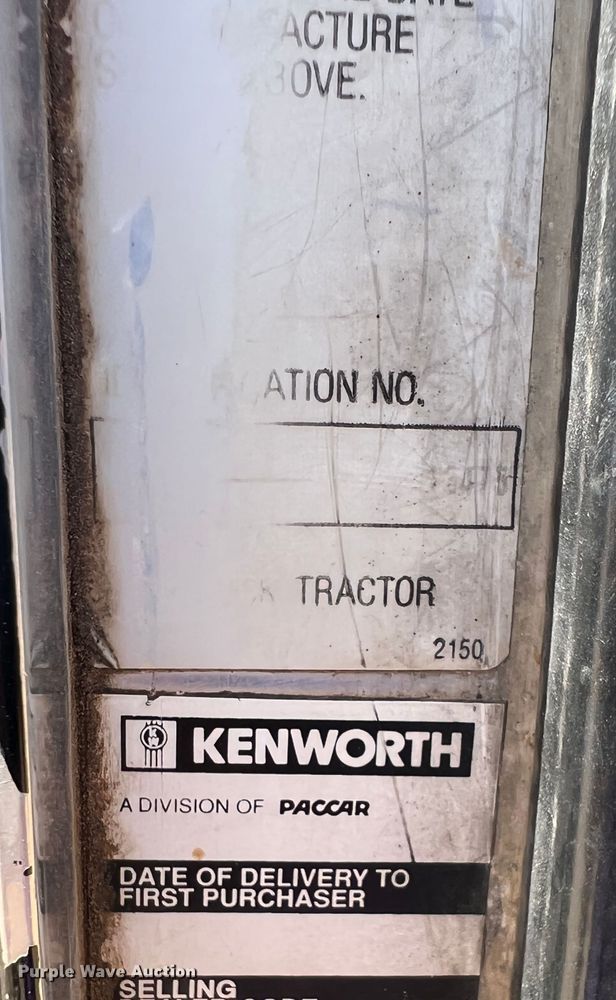 ACTURE
OVE.
ATION NO.
TRACTOR
2150
KENWORTH
A DIVISION OF PACCAR
DATE OF DELIVERY TO
FIRST PURCHASER
SELLING
Purple Wave Auction